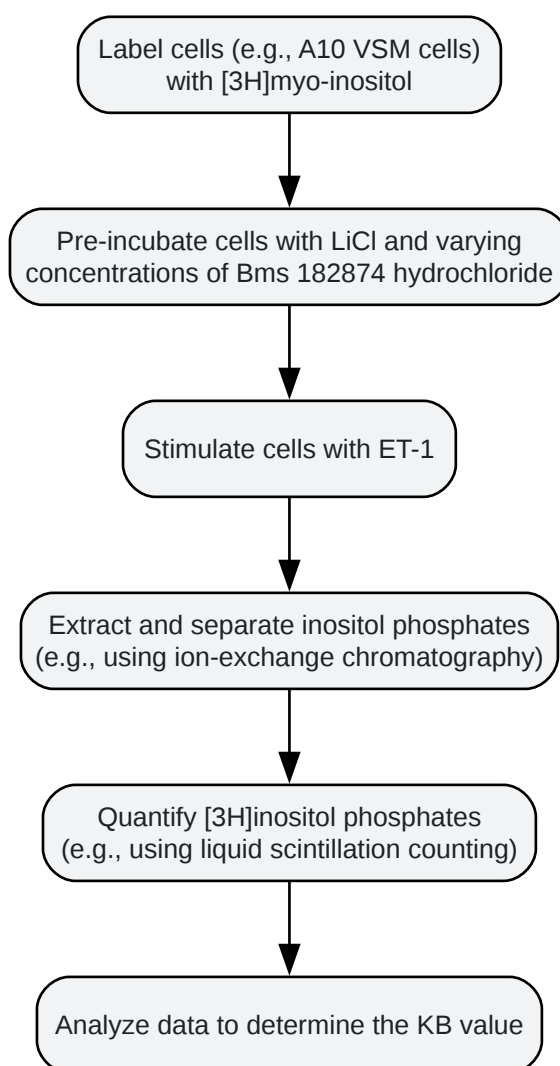 Label cells (e.g., A10 VSM cells)
with [3H]myo-inositol
Pre-incubate cells with LiCl and varying
concentrations of Bms 182874 hydrochloride
Stimulate cells with ET-1
Extract and separate inositol phosphates
(e.g., using ion-exchange chromatography)
Quantify [3H]inositol phosphates
(e.g., using liquid scintillation counting)
Analyze data to determine the KB value